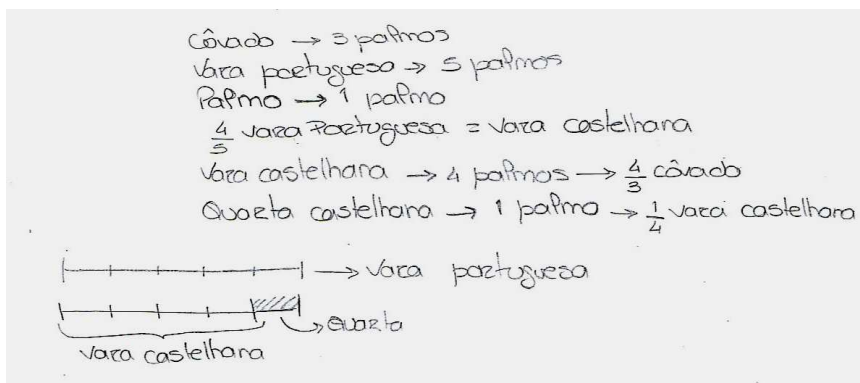 Côvado → 3 palmos
Vara portuguesa → 5 palmos
Palmo → 1 palmo
4/5 vara Portuguesa = Vara castelhana
Vara castelhana → 4 palmos → 4/3 côvado
Quarta castelhana → 1 palmo → 1/4 vara castelhana
→ Vara portuguesa
→ Quarta
Vara castelhana